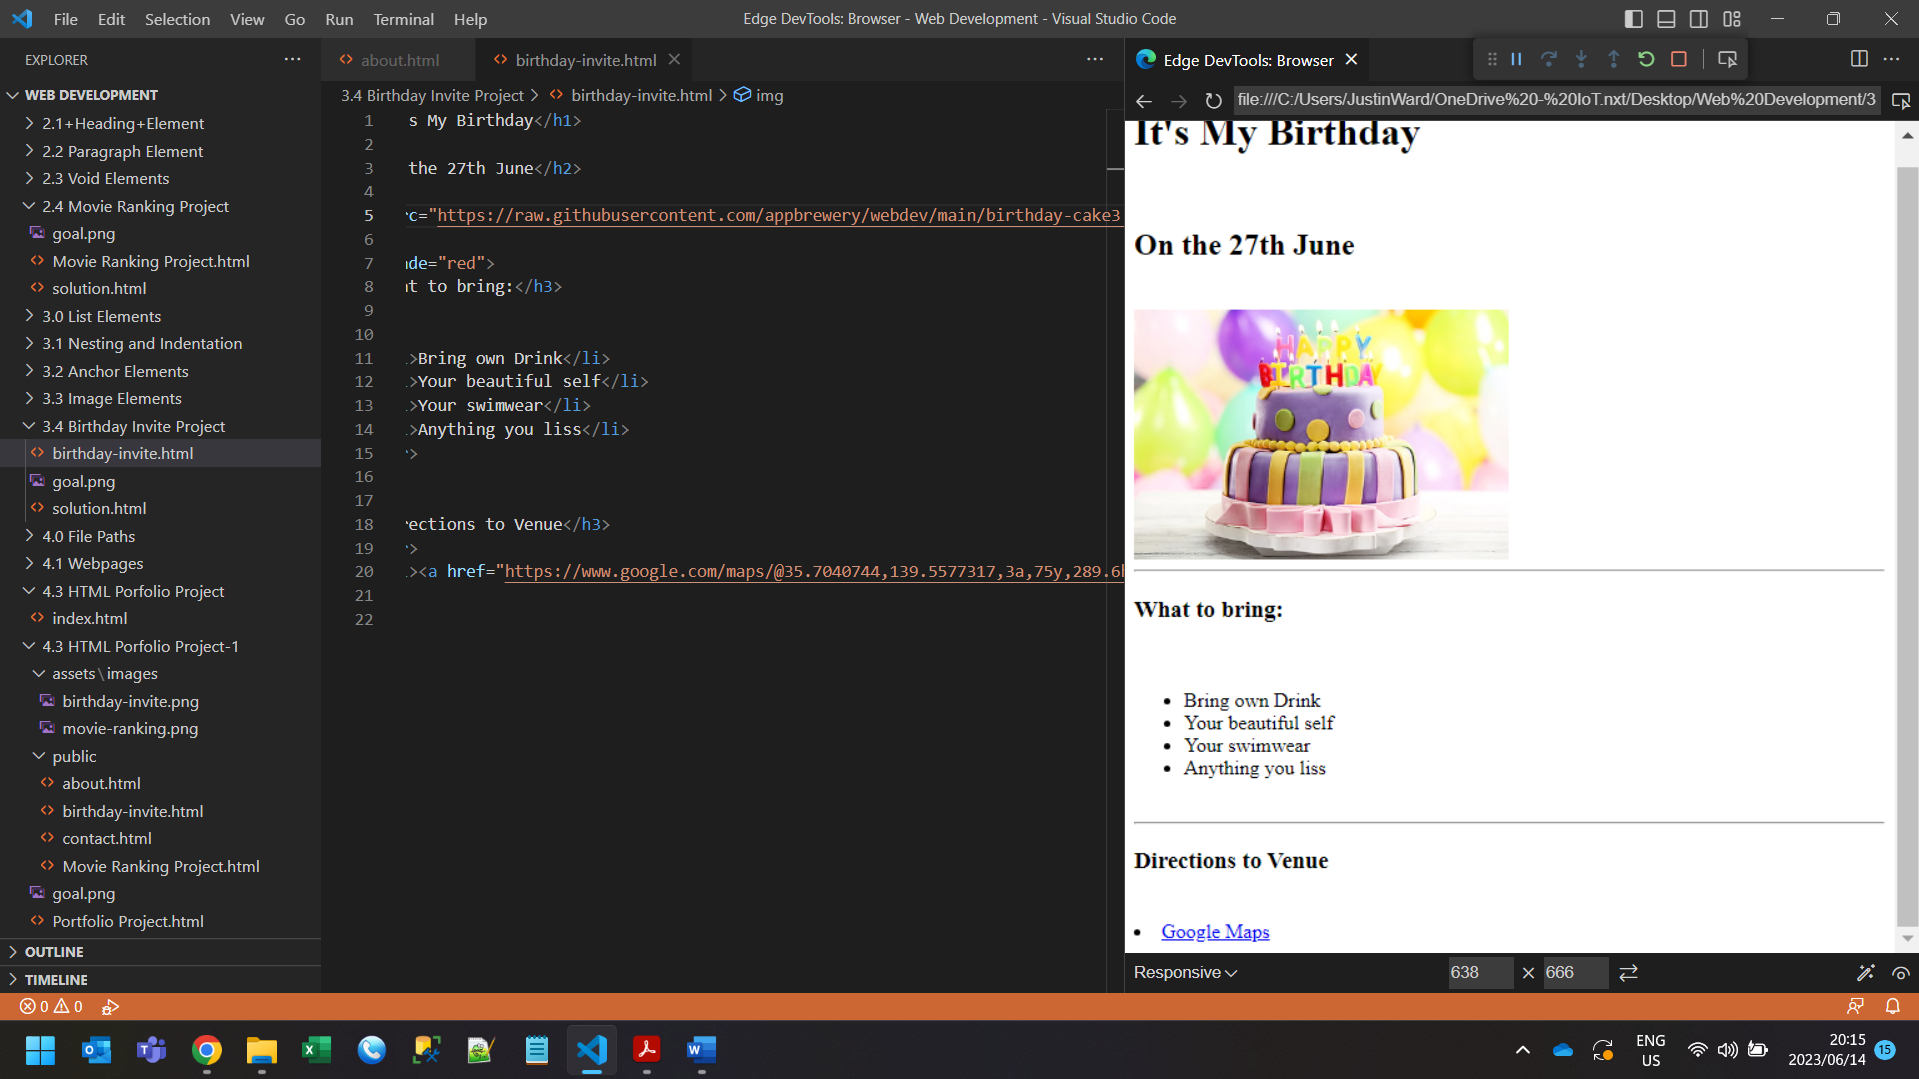 File Edit Selection View Go Run Terminal Help
Edge DevTools: Browser - Web Development - Visual Studio Code
EXPLORER
WEB DEVELOPMENT
2.1+Heading+Element
2.2 Paragraph Element
2.3 Void Elements
2.4 Movie Ranking Project
goal.png
Movie Ranking Project.html
solution.html
3.0 List Elements
3.1 Nesting and Indentation
3.2 Anchor Elements
3.3 Image Elements
3.4 Birthday Invite Project
birthday-invite.html
goal.png
solution.html
4.0 File Paths
4.1 Webpages
4.3 HTML Porfolio Project
index.html
4.3 HTML Porfolio Project-1
assets\images
birthday-invite.png
movie-ranking.png
public
about.html
birthday-invite.html
contact.html
Movie Ranking Project.html
goal.png
Portfolio Project.html
OUTLINE
TIMELINE
about.html birthday-invite.html
3.4 Birthday Invite Project > birthday-invite.html > img
1 s My Birthday</h1>
2
3 the 27th June</h2>
4
5 rc="https://raw.githubusercontent.com/appbrewery/webdev/main/birthday-cake3
6
7 de="red">
8 t to bring:</h3>
9
10
11 >Bring own Drink</li>
12 >Your beautiful self</li>
13 >Your swimwear</li>
14 >Anything you liss</li>
15 >
16
17
18 rections to Venue</h3>
19 >
20 ><a href="https://www.google.com/maps/@35.7040744,139.5577317,3a,75y,289.6h
21
22
Edge DevTools: Browser
file:///C:/Users/JustinWard/OneDrive%20-%20IoT.nxt/Desktop/Web%20Development/3
It's My Birthday
On the 27th June
HAPPY
BIRTHDAY
What to bring:
Bring own Drink
Your beautiful self
Your swimwear
Anything you liss
Directions to Venue
Google Maps
Responsive 638 × 666
0 0
ENG
US
20:15
2023/06/14
15